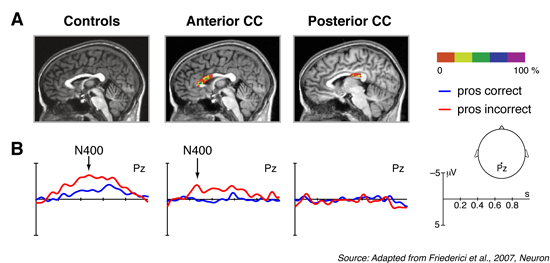 A
Controls
Anterior CC
Posterior CC
0
100 %
pros correct
pros incorrect
B
N400
Pz
N400
Pz
Pz
Pz
-5
µV
s
0.2 0.4 0.6 0.8
5
Source: Adapted from Friederici et al., 2007, Neuron